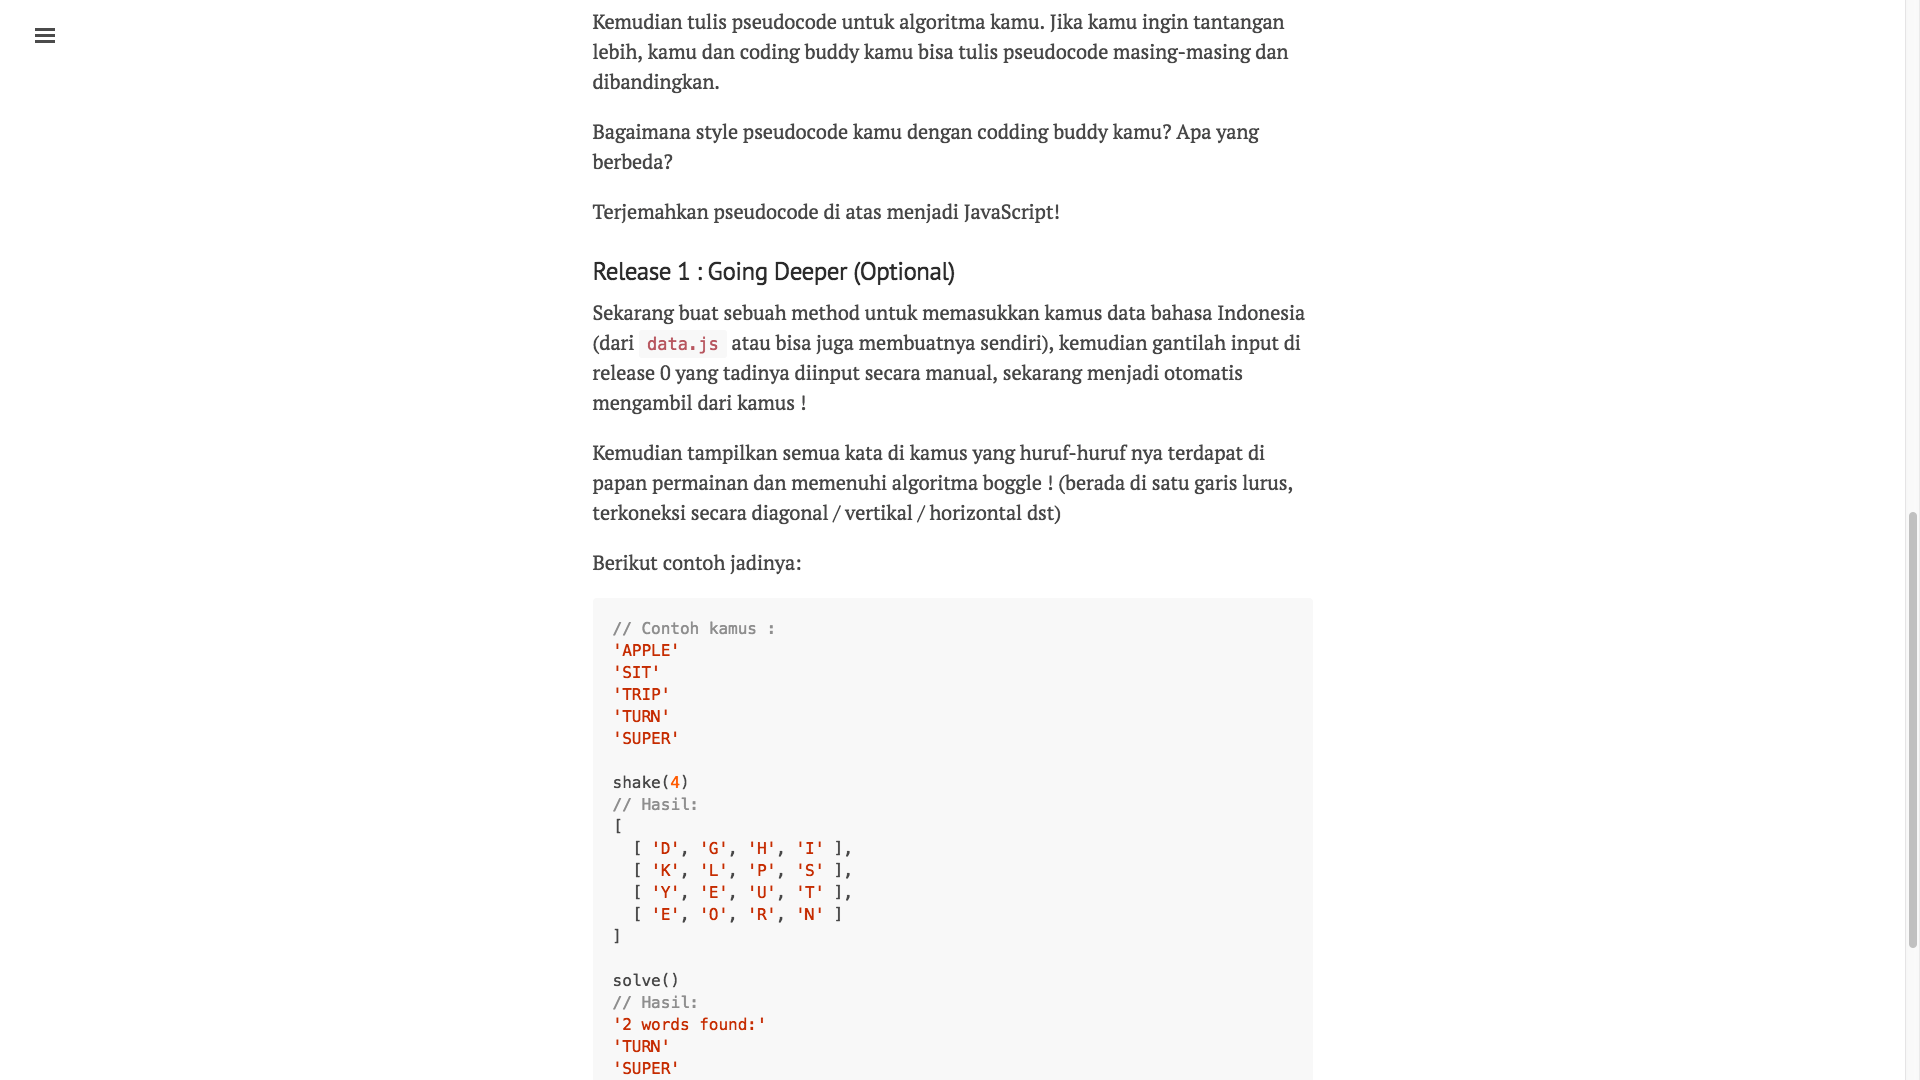 Kemudian tulis pseudocode untuk algoritma kamu. Jika kamu ingin tantangan
lebih, kamu dan coding buddy kamu bisa tulis pseudocode masing-masing dan
dibandingkan.
Bagaimana style pseudocode kamu dengan codding buddy kamu? Apa yang
berbeda?
Terjemahkan pseudocode di atas menjadi JavaScript!
Release 1 : Going Deeper (Optional)
Sekarang buat sebuah method untuk memasukkan kamus data bahasa Indonesia
(dari data.js atau bisa juga membuatnya sendiri), kemudian gantilah input di
release 0 yang tadinya diinput secara manual, sekarang menjadi otomatis
mengambil dari kamus !
Kemudian tampilkan semua kata di kamus yang huruf-huruf nya terdapat di
papan permainan dan memenuhi algoritma boggle ! (berada di satu garis lurus,
terkoneksi secara diagonal / vertikal / horizontal dst)
Berikut contoh jadinya:
// Contoh kamus :
'APPLE'
'SIT'
'TRIP'
'TURN'
'SUPER'
shake(4)
// Hasil:
[
  [ 'D', 'G', 'H', 'I' ],
  [ 'K', 'L', 'P', 'S' ],
  [ 'Y', 'E', 'U', 'T' ],
  [ 'E', 'O', 'R', 'N' ]
]
solve()
// Hasil:
'2 words found:'
'TURN'
'SUPER'